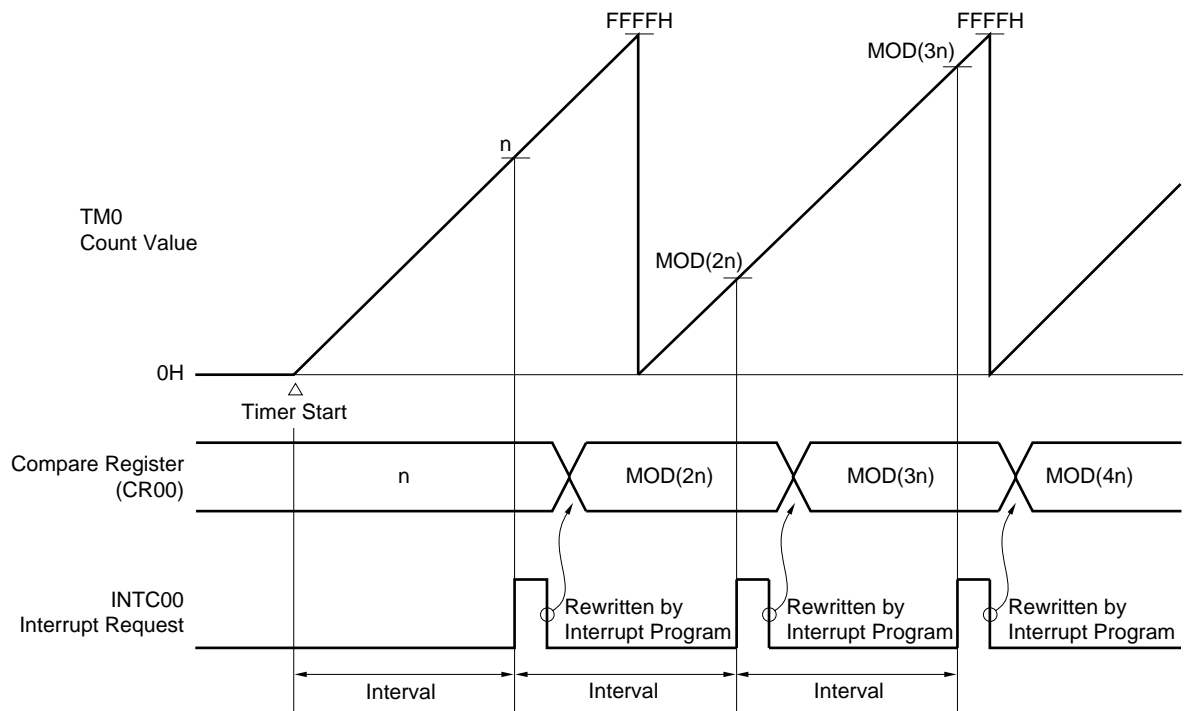 FFFFH
FFFFH
MOD(3n)
n
TM0
Count Value
MOD(2n)
0H
Timer Start
Compare Register
(CR00)
n
MOD(2n)
MOD(3n)
MOD(4n)
INTC00
Interrupt Request
Rewritten by
Interrupt Program
Rewritten by
Interrupt Program
Rewritten by
Interrupt Program
Interval
Interval
Interval